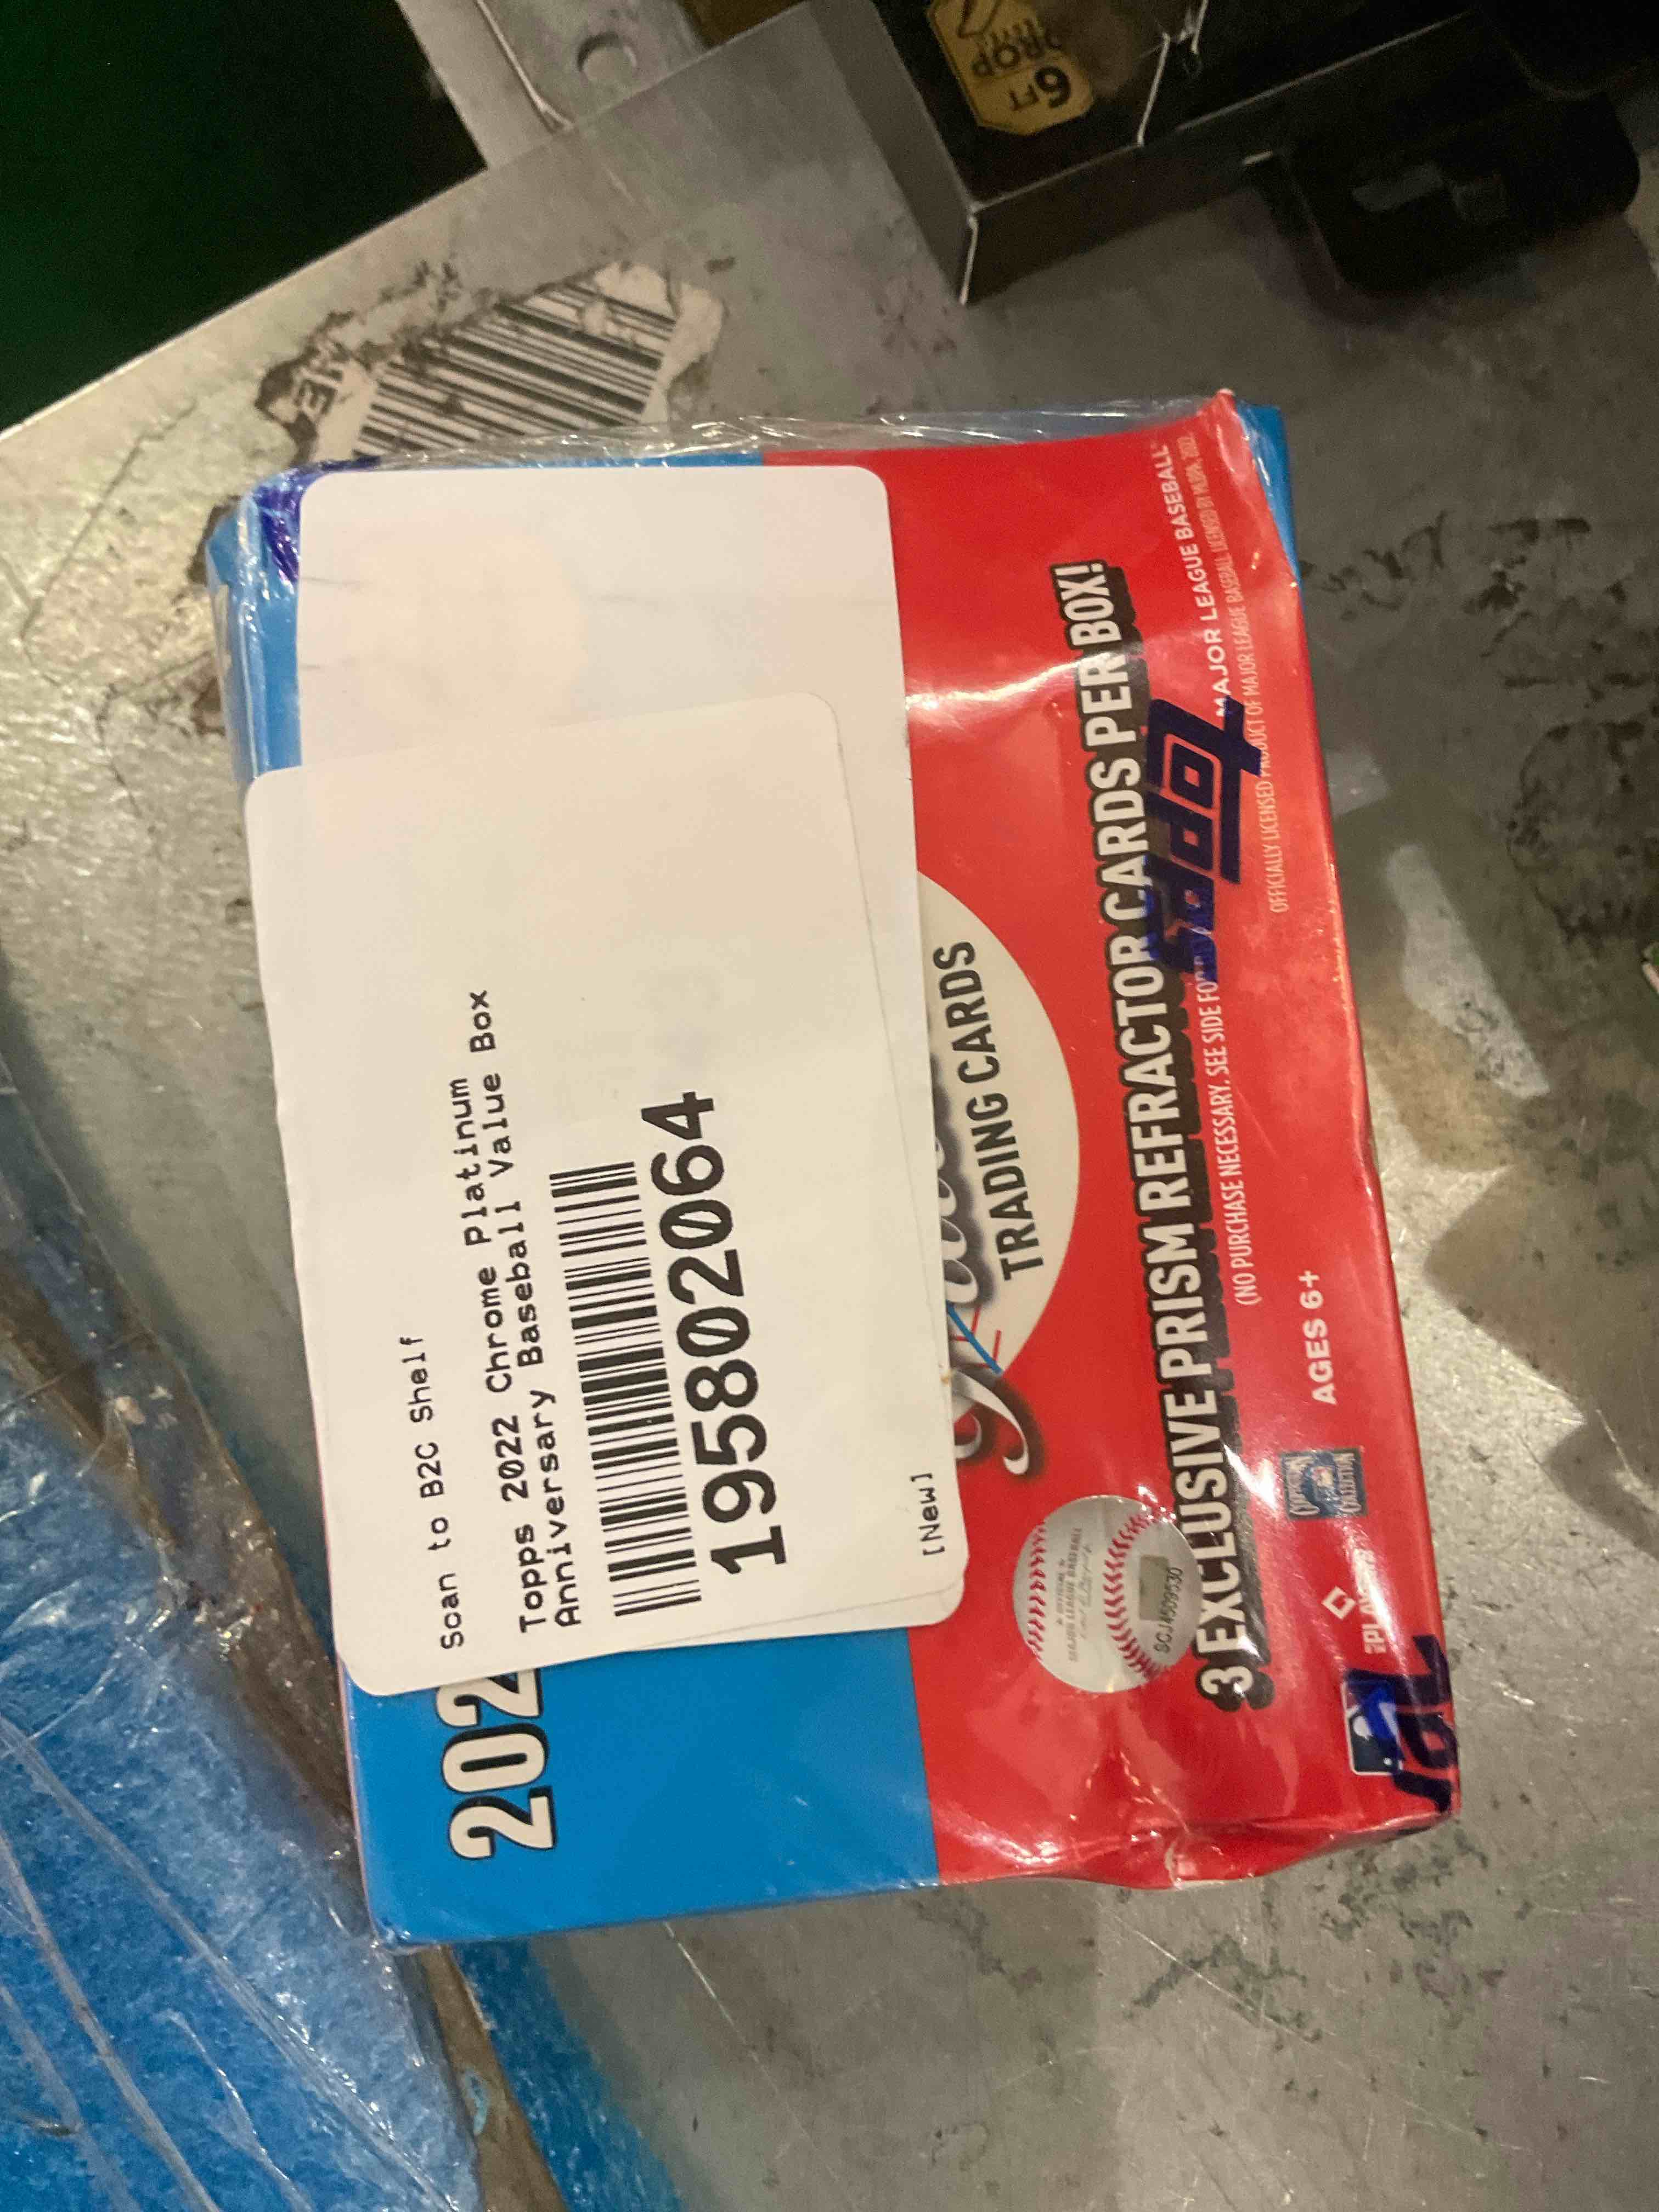 Scan to B2C Shelf
Topps 2022 Chrome Platinum
Anniversary Baseball Value Box
195802064
[New]
202
TRADING CARDS
3 EXCLUSIVE PRISM REFRACTOR CARDS PER BOX!
(NO PURCHASE NECESSARY. SEE SIDE FOR
topps
MAJOR LEAGUE BASEBALL
OFFICIALLY LICENSED PRODUCT OF MAJOR LEAGUE BASEBALL
AGES 6+
6FT
DROP